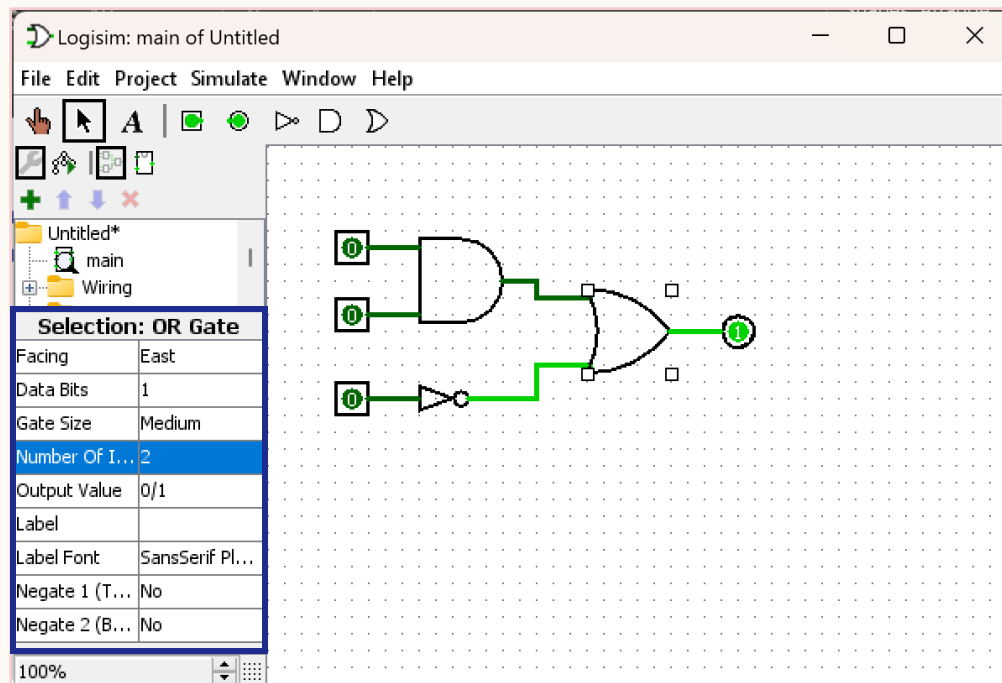 Logisim: main of Untitled
File Edit Project Simulate Window Help
A
Untitled*
main
Wiring
Selection: OR Gate
Facing East
Data Bits 1
Gate Size Medium
Number Of I... 2
Output Value 0/1
Label
Label Font SansSerif Pl...
Negate 1 (T... No
Negate 2 (B... No
100%
0
0
0
1